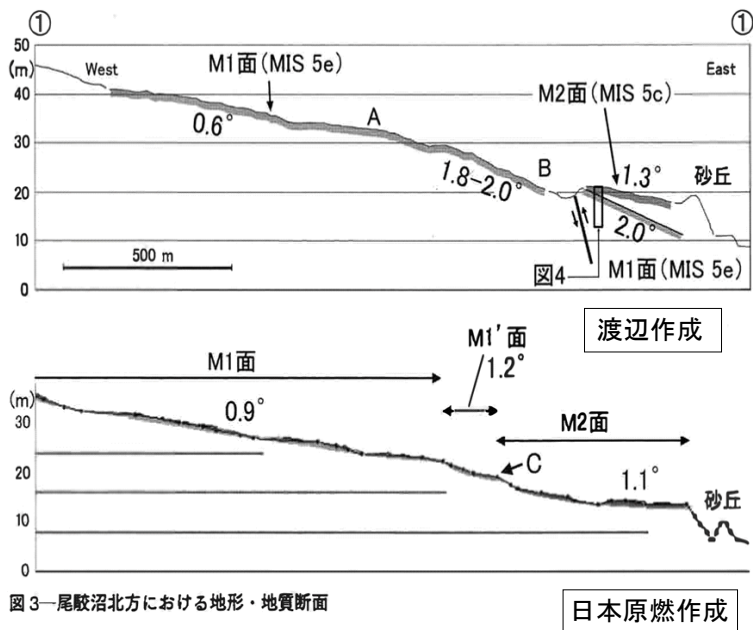 ① ①
50
(m)
West
M1面(MIS 5e)
East
40
M2面(MIS 5c)
A
0.6°
30
1.8-2.0°
B
1.3°
砂丘
20
2.0°
10
500 m
図4
M1面(MIS 5e)
0
渡辺作成
M1'面
1.2°
M1面
(m)
30
0.9°
M2面
20
C
1.1°
砂丘
10
0
図3—尾駮沼北方における地形・地質断面
日本原燃作成